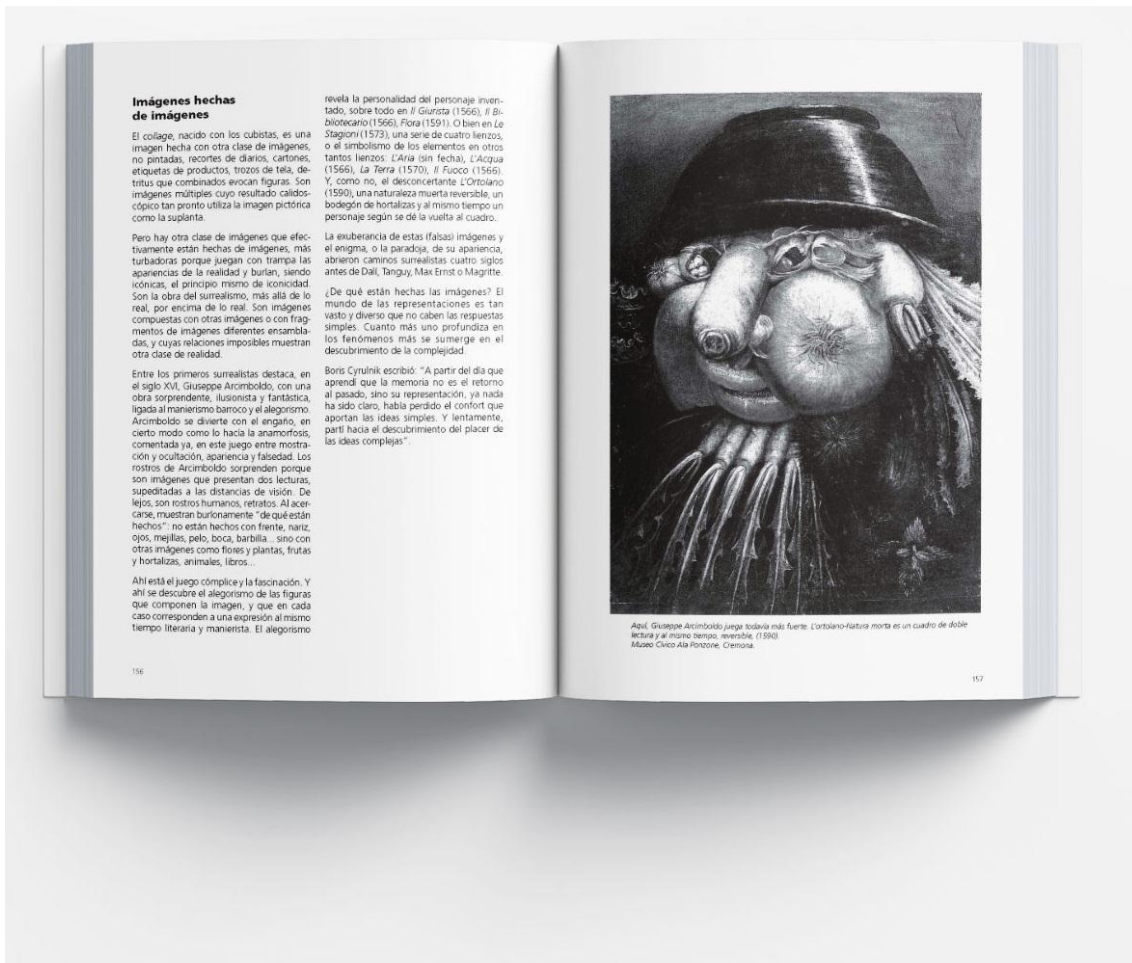 Imágenes hechas
de imágenes
El collage, nacido con los cubistas, es una
imagen hecha con otra clase de imágenes,
no pintadas, recortes de diarios, cartones,
etiquetas de productos, trozos de tela, de-
tritus que combinados evocan figuras. Son
imágenes múltiples cuyo resultado calidos-
cópico tan pronto utiliza la imagen pictórica
como la suplanta.
Pero hay otra clase de imágenes que efec-
tivamente están hechas de imágenes, más
turbadoras porque juegan con trampa las
apariencias de la realidad y burlan, siendo
icónicas, el principio mismo de iconicidad.
Son la obra del surrealismo, más allá de lo
real, por encima de lo real. Son imágenes
compuestas con otras imágenes o con frag-
mentos de imágenes diferentes ensambla-
das, y cuyas relaciones imposibles muestran
otra clase de realidad.
Entre los primeros surrealistas destaca, en
el siglo XVI, Giuseppe Arcimboldo, con una
obra sorprendente, ilusionista y fantástica,
ligada al manierismo barroco y el alegorismo.
Arcimboldo se divierte con el engaño, en
cierto modo como lo hacía la anamorfosis,
comentada ya, en este juego entre mostra-
ción y ocultación, apariencia y falsedad. Los
rostros de Arcimboldo sorprenden porque
son imágenes que presentan dos lecturas,
supeditadas a las distancias de visión. De
lejos, son rostros humanos, retratos. Al acer-
carse, muestran burlonamente "de qué están
hechos": no están hechos con frente, nariz,
ojos, mejillas, pelo, boca, barbilla... sino con
otras imágenes como flores y plantas, frutas
y hortalizas, animales, libros...
Ahí está el juego cómplice y la fascinación. Y
ahí se descubre el alegorismo de las figuras
que componen la imagen, y que en cada
caso corresponden a una expresión al mismo
tiempo literaria y manierista. El alegorismo
revela la personalidad del personaje inven-
tado, sobre todo en Il Giurista (1566), Il Bi-
bliotecario (1566), Flora (1591). O bien en Le
Stagioni (1573), una serie de cuatro lienzos,
o el simbolismo de los elementos en otros
tantos lienzos: L'Aria (sin fecha), L'Acqua
(1566), La Terra (1570), Il Fuoco (1566).
Y, como no, el desconcertante L'Ortolano
(1590), una naturaleza muerta reversible, un
bodegón de hortalizas y al mismo tiempo un
personaje según se dé la vuelta al cuadro.
La exuberancia de estas (falsas) imágenes y
el enigma, o la paradoja, de su apariencia,
abrieron caminos surrealistas cuatro siglos
antes de Dalí, Tanguy, Max Ernst o Magritte.
¿De qué están hechas las imágenes? El
mundo de las representaciones es tan
vasto y diverso que no caben las respuestas
simples. Cuanto más uno profundiza en
los fenómenos más se sumerge en el
descubrimiento de la complejidad.
Boris Cyrulnik escribió: "A partir del día que
aprendí que la memoria no es el retorno
al pasado, sino su representación, ya nada
ha sido claro, había perdido el confort que
aportan las ideas simples. Y lentamente,
partí hacia el descubrimiento del placer de
las ideas complejas".
156
Aquí, Giuseppe Arcimboldo juega todavía más fuerte. L'ortolano-Natura morta es un cuadro de doble
lectura y al mismo tiempo, reversible, (1590).
Museo Civico Ala Ponzone, Cremona.
157